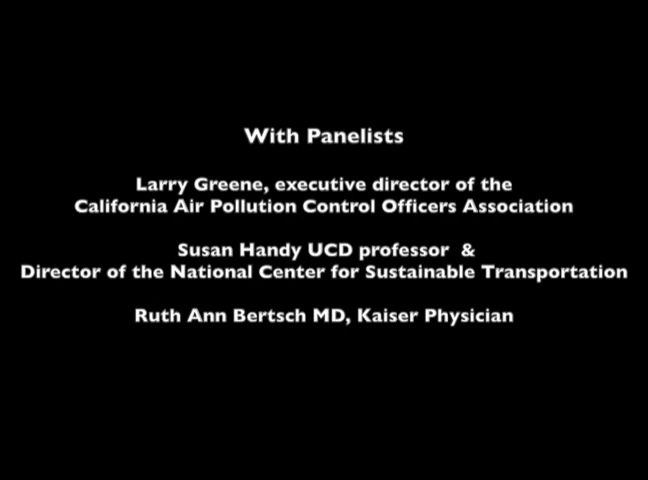 With Panelists
Larry Greene, executive director of the
California Air Pollution Control Officers Association
Susan Handy UCD professor &
Director of the National Center for Sustainable Transportation
Ruth Ann Bertsch MD, Kaiser Physician